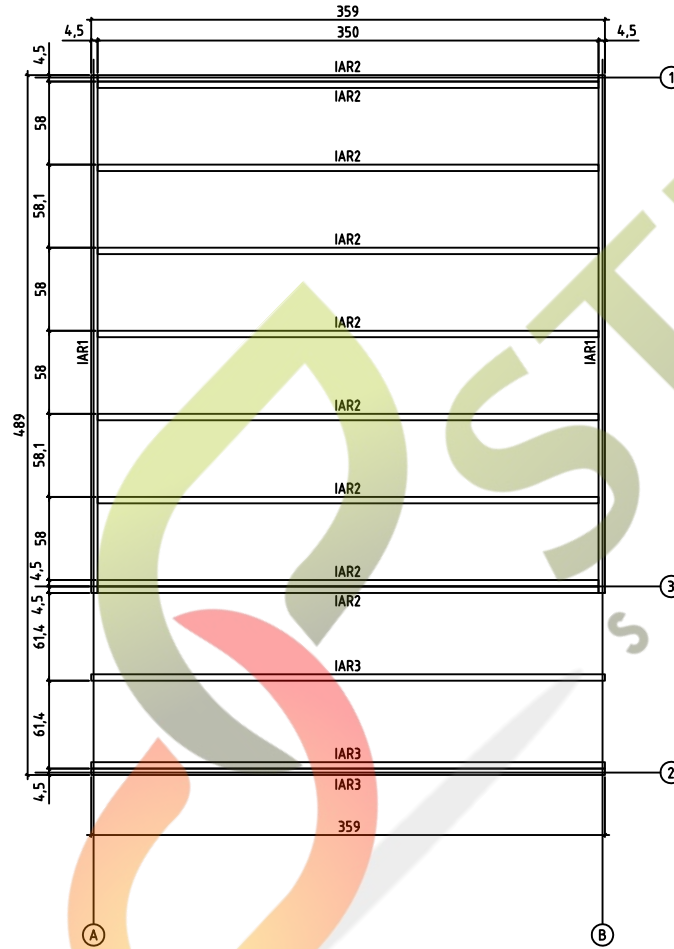 359
4,5 350 4,5
4,5
IAR2
1
IAR2
58
IAR2
58,1
IAR2
58
IAR2
IAR1 IAR1
58
489
IAR2
58,1
IAR2
58
4,5
IAR2
3
4,5
IAR2
61,4
IAR3
61,4
IAR3
2
4,5
IAR3
359
A B
ST
S